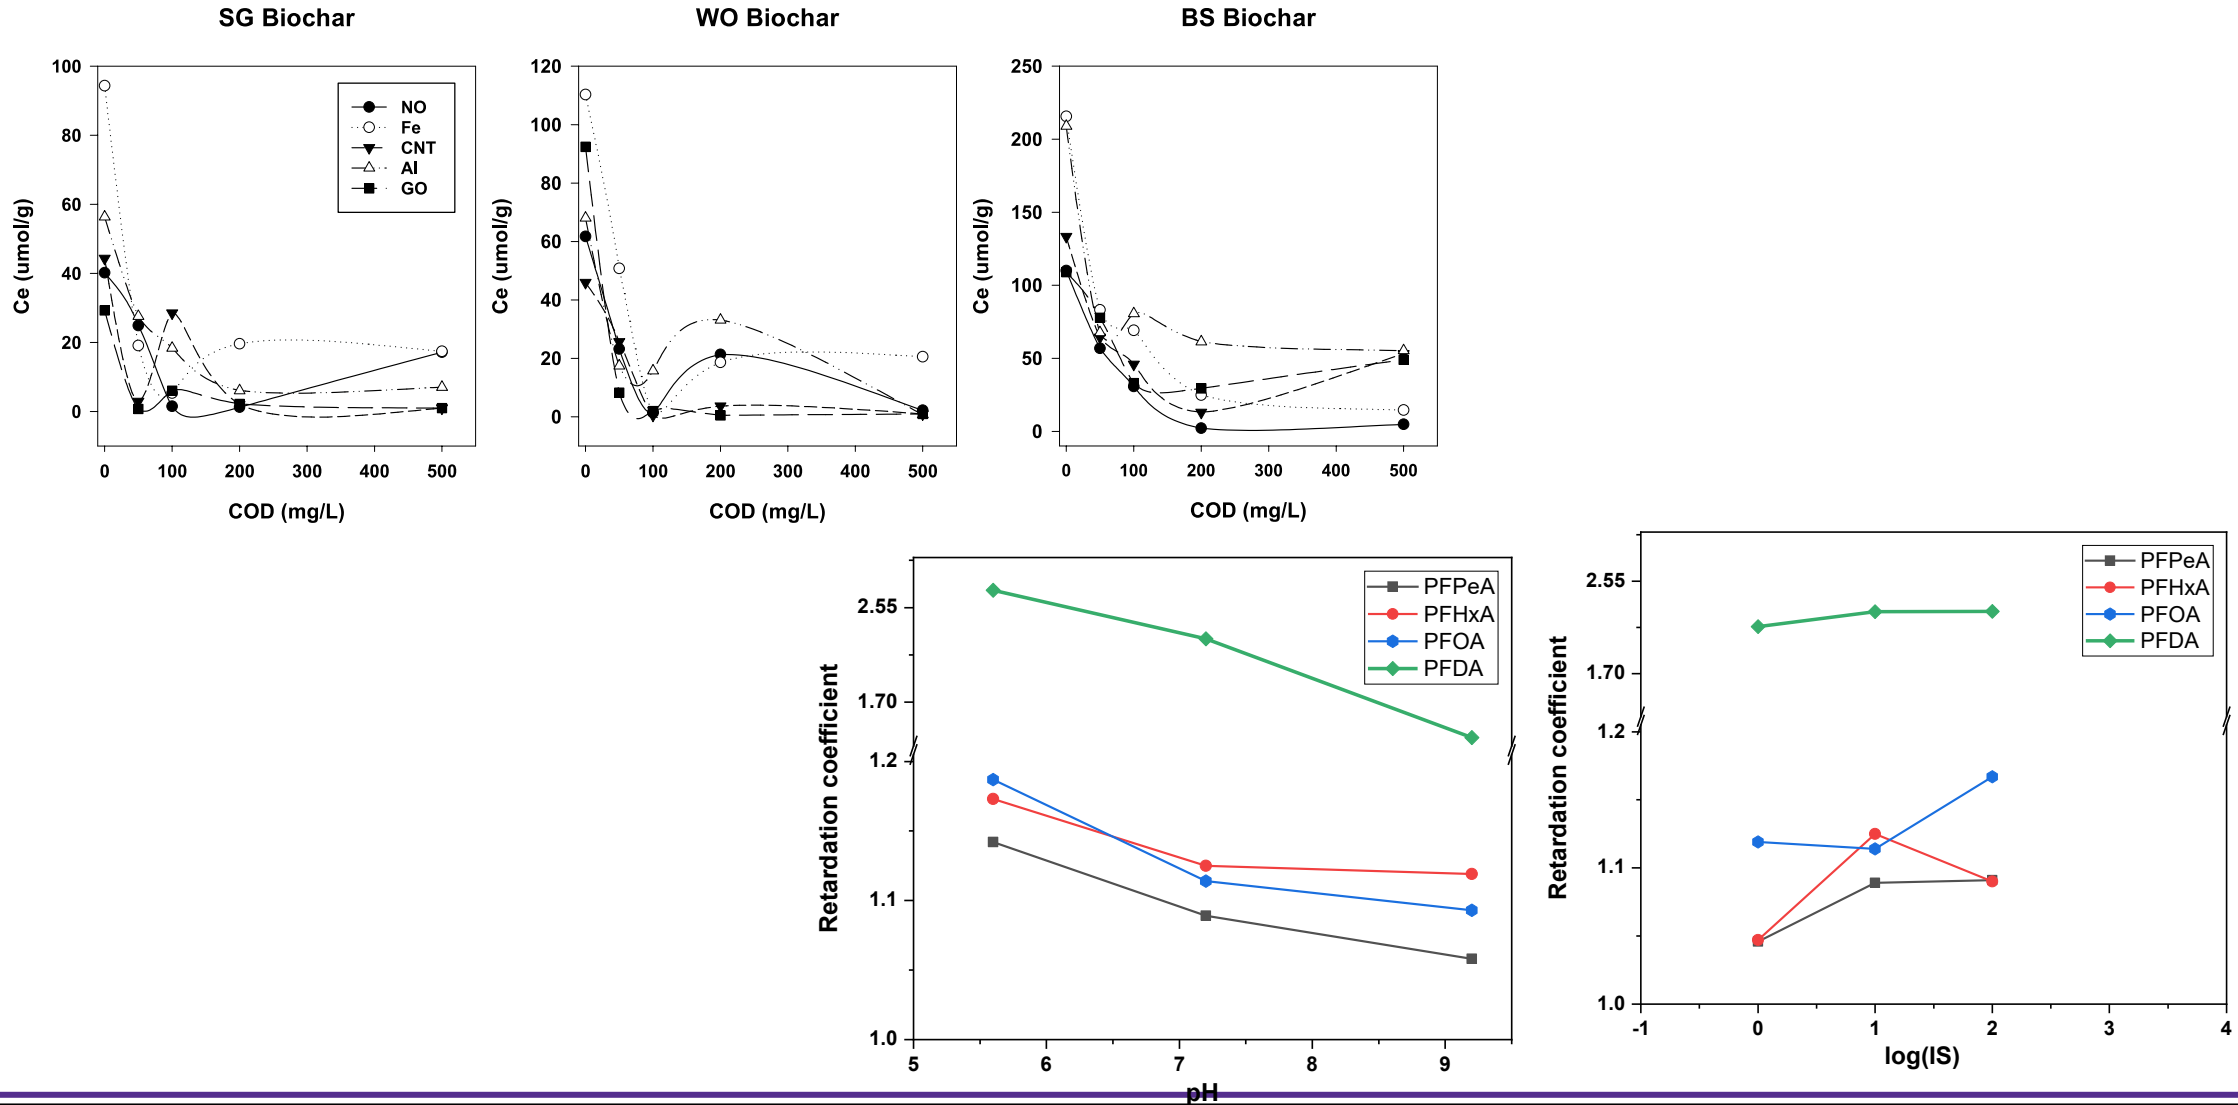 SG Biochar
WO Biochar
BS Biochar
100
80
60
40
20
0
Ce (umol/g)
NO
Fe
CNT
Al
GO
0 100 200 300 400 500
COD (mg/L)
120
100
80
60
40
20
0
Ce (umol/g)
0 100 200 300 400 500
COD (mg/L)
250
200
150
100
50
0
Ce (umol/g)
0 100 200 300 400 500
COD (mg/L)
2.55
1.70
1.2
1.1
1.0
Retardation coefficient
PFPeA
PFHxA
PFOA
PFDA
5 6 7 8 9
pH
2.55
1.70
1.2
1.1
1.0
Retardation coefficient
PFPeA
PFHxA
PFOA
PFDA
-1 0 1 2 3 4
log(IS)